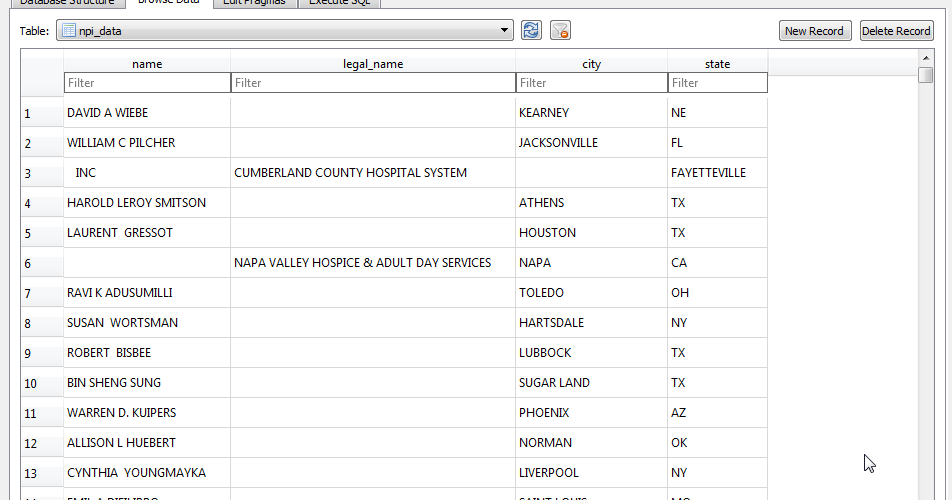 Database Structure Browse Data Edit Pragmas Execute SQL
Table: npi_data New Record Delete Record
name legal_name city state
Filter Filter Filter Filter
1 DAVID A WIEBE KEARNEY NE
2 WILLIAM C PILCHER JACKSONVILLE FL
3 INC CUMBERLAND COUNTY HOSPITAL SYSTEM FAYETTEVILLE
4 HAROLD LEROY SMITSON ATHENS TX
5 LAURENT GRESSOT HOUSTON TX
6 NAPA VALLEY HOSPICE & ADULT DAY SERVICES NAPA CA
7 RAVI K ADUSUMILLI TOLEDO OH
8 SUSAN WORTSMAN HARTSDALE NY
9 ROBERT BISBEE LUBBOCK TX
10 BIN SHENG SUNG SUGAR LAND TX
11 WARREN D. KUIPERS PHOENIX AZ
12 ALLISON L HUEBERT NORMAN OK
13 CYNTHIA YOUNGMAYKA LIVERPOOL NY
SAINT LOUIS MO